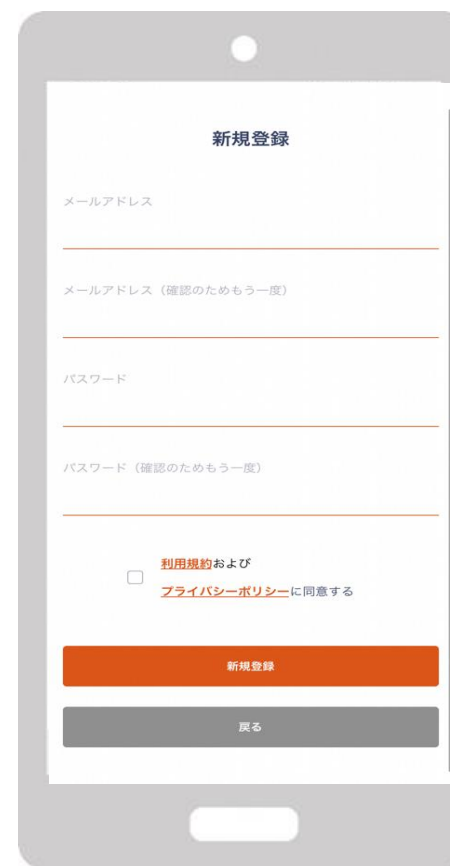 新規登録
メールアドレス
メールアドレス（確認のためもう一度）
パスワード
パスワード（確認のためもう一度）
利用規約および
プライバシーポリシーに同意する
新規登録
戻る